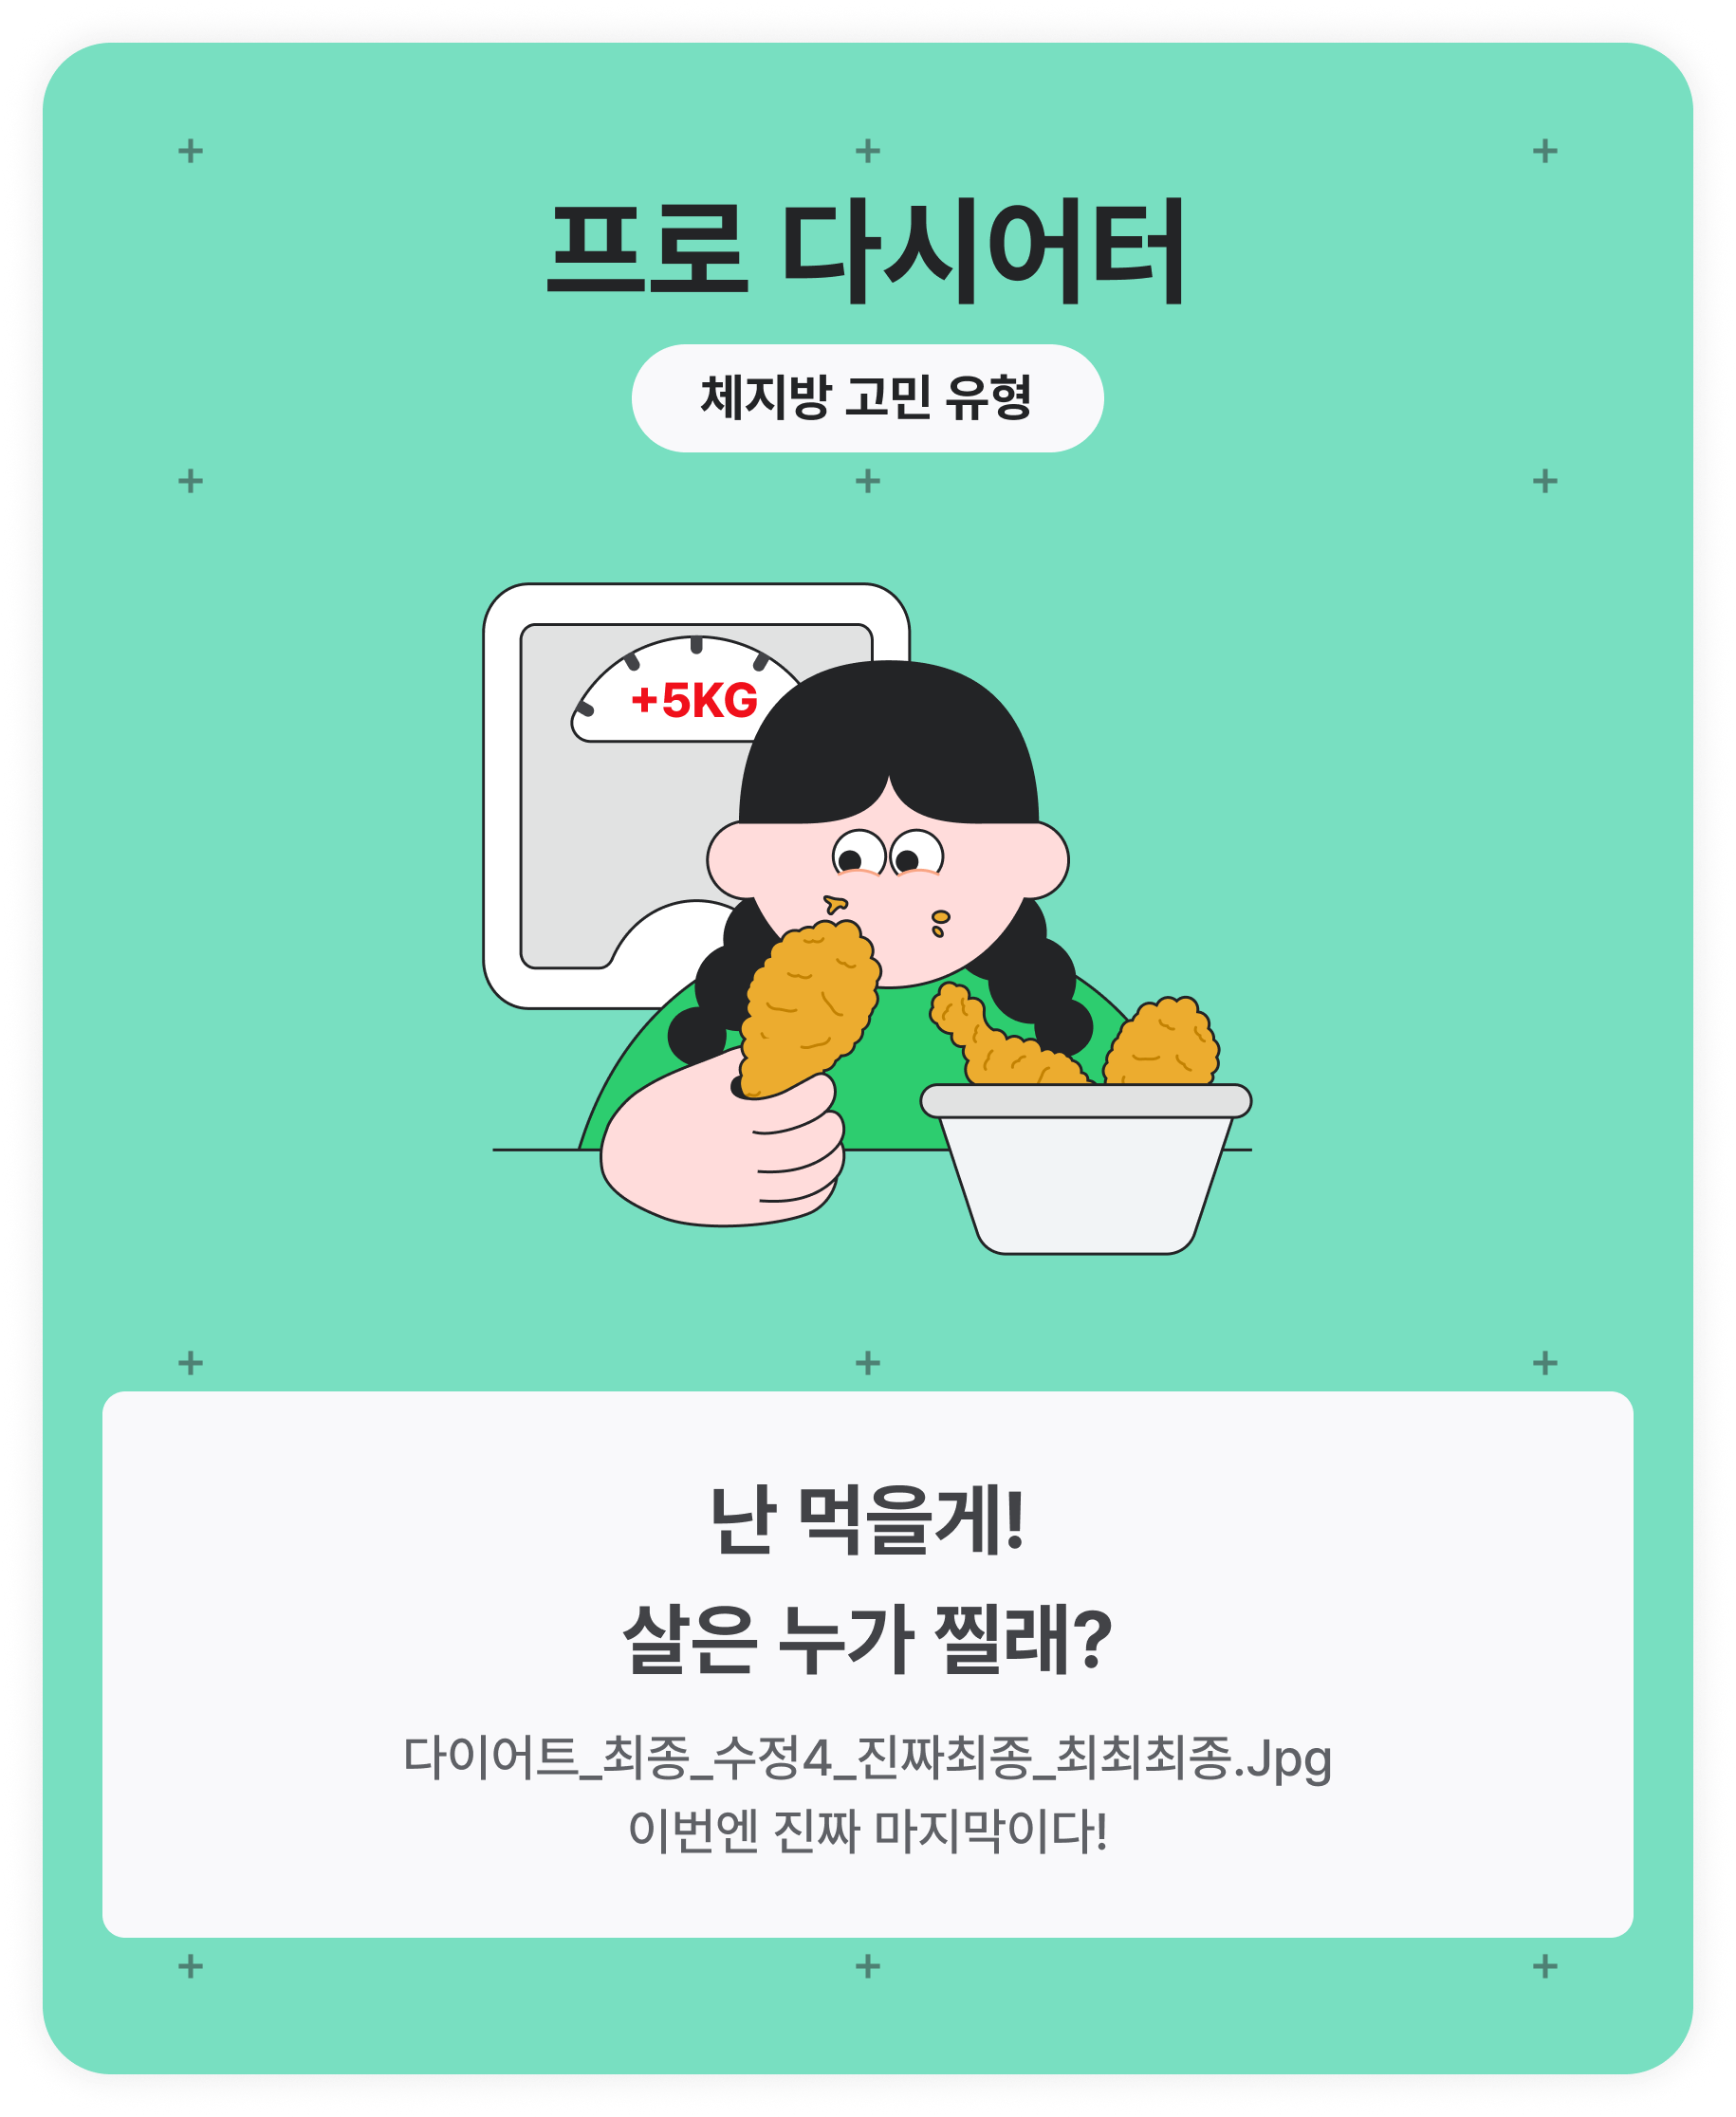 프로 다시어터
체지방 고민 유형
+5KG
난 먹을게!
살은 누가 찔래?
다이어트_최종_수정4_진짜최종_최최최종.Jpg
이번엔 진짜 마지막이다!